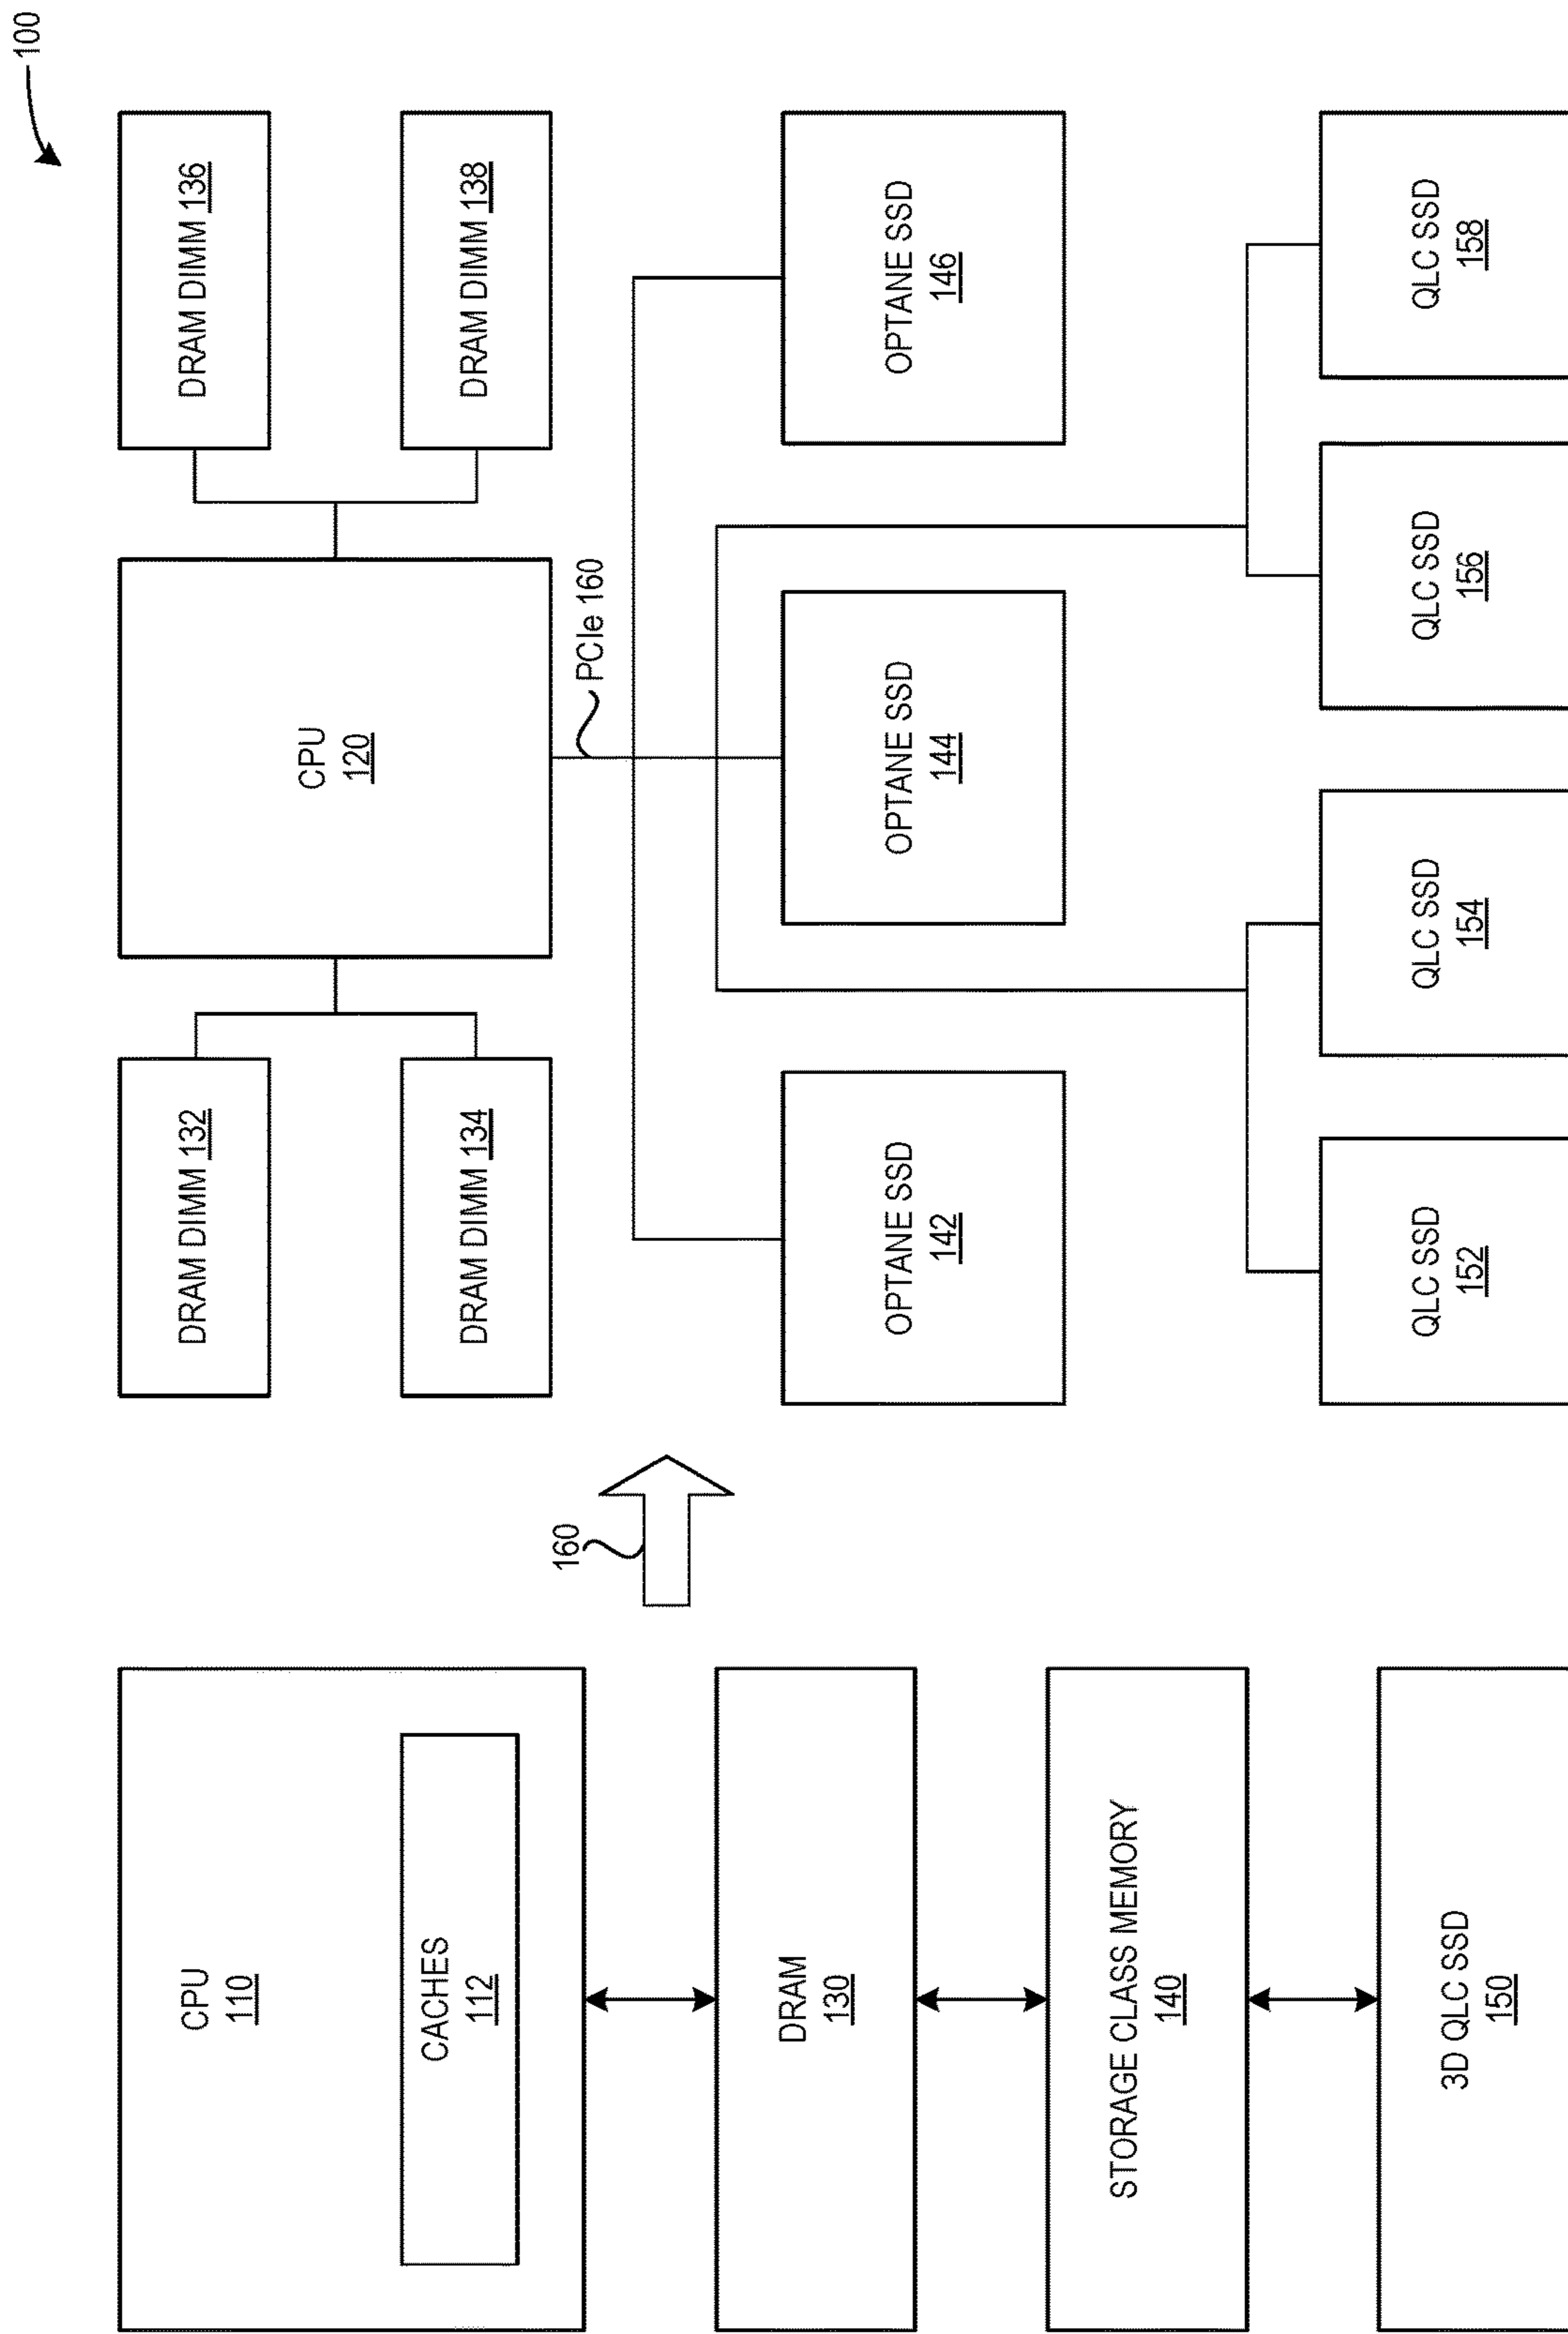 100
CPU
110
CACHES
112
DRAM
130
STORAGE CLASS MEMORY
140
3D QLC SSD
150
160
DRAM DIMM 132
DRAM DIMM 134
CPU
120
DRAM DIMM 136
DRAM DIMM 138
PCIe 160
OPTANE SSD
142
OPTANE SSD
144
OPTANE SSD
146
QLC SSD
152
QLC SSD
154
QLC SSD
156
QLC SSD
158